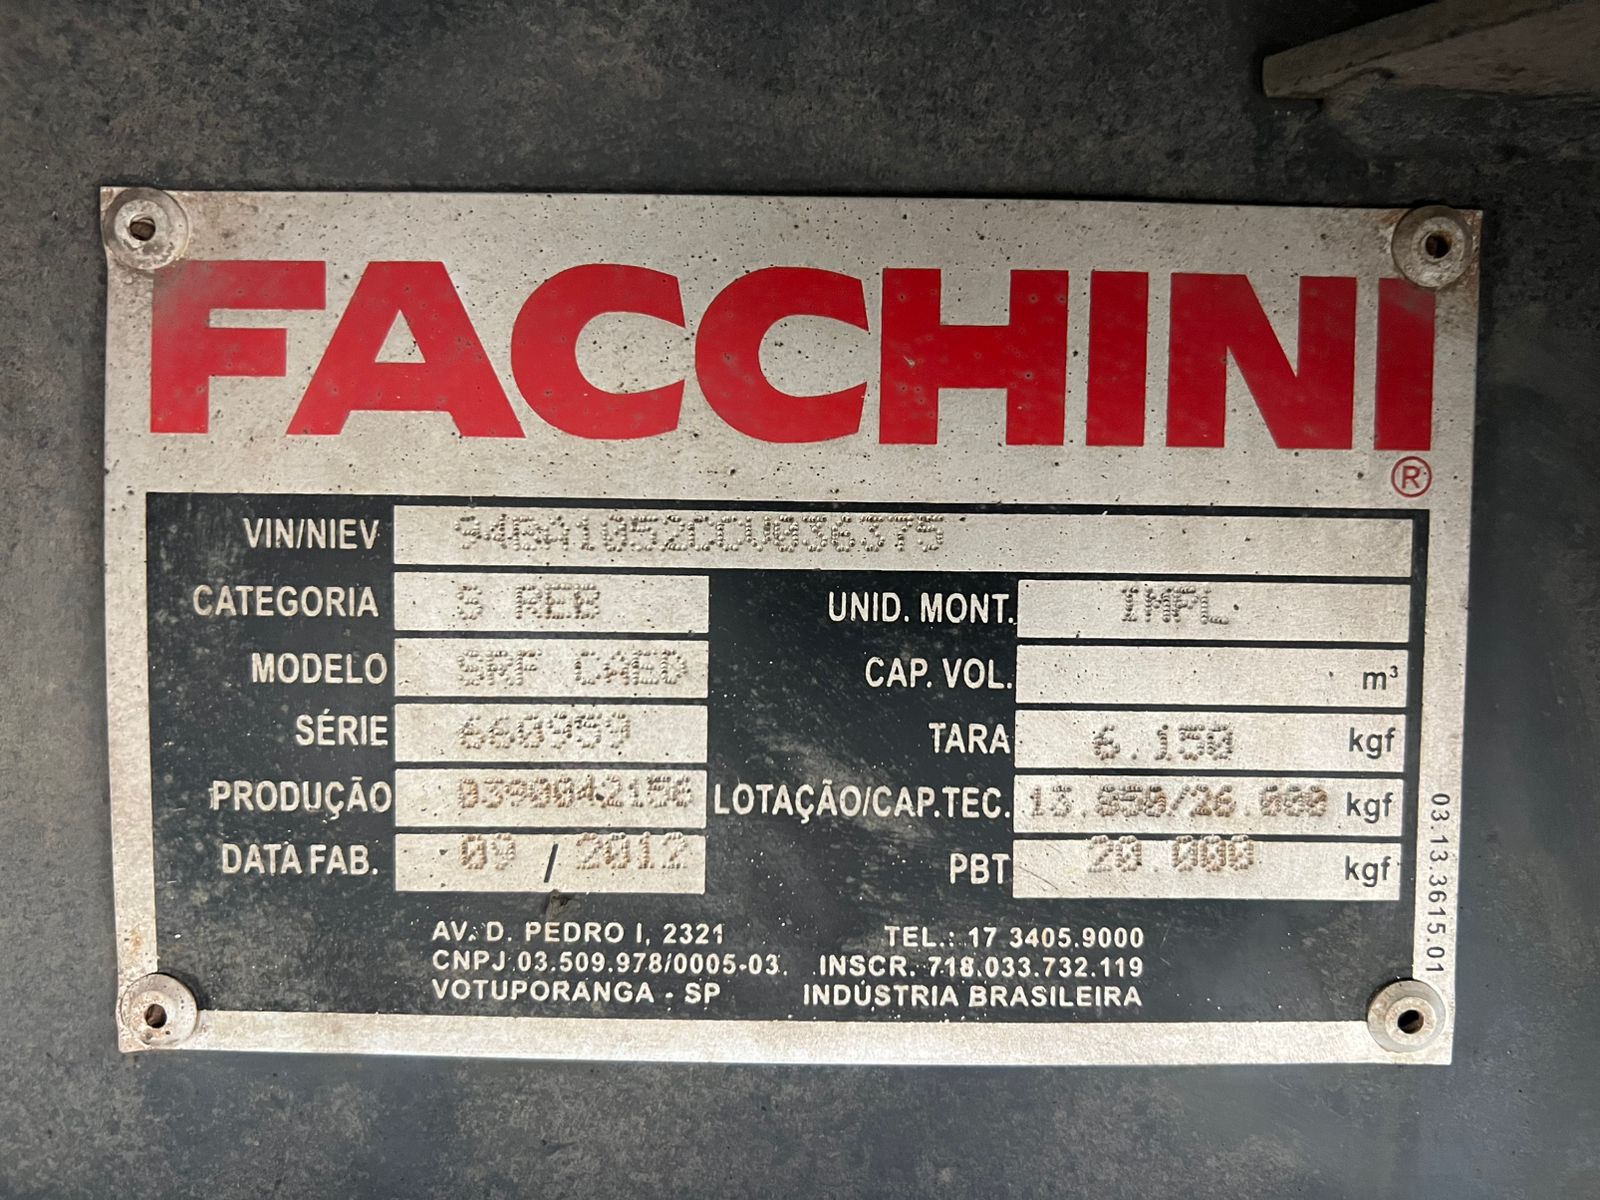 FACCHINI
®
VIN/NIEV 94BA1052CCV036375
CATEGORIA S REB UNID. MONT. IMPL
MODELO SRF CAED CAP. VOL. m³
SÉRIE 660959 TARA 6.150 kgf
PRODUÇÃO 0390042156 LOTAÇÃO/CAP.TEC. 13.850/26.000 kgf
DATA FAB. 09 / 2012 PBT 20.000 kgf
AV. D. PEDRO I, 2321 TEL.: 17 3405.9000
CNPJ 03.509.978/0005-03. INSCR. 718.033.732.119
VOTUPORANGA - SP INDÚSTRIA BRASILEIRA
03.13.3615.01